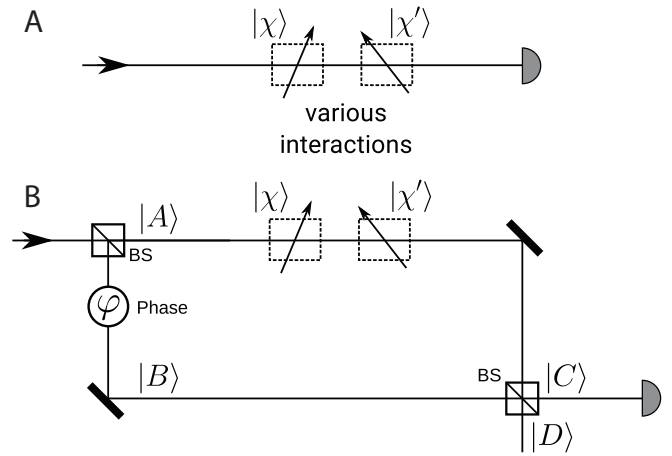 A
|χ⟩ |χ′⟩
various
interactions
B
|A⟩ |χ⟩ |χ′⟩
BS
φ Phase
|B⟩
BS |C⟩
|D⟩